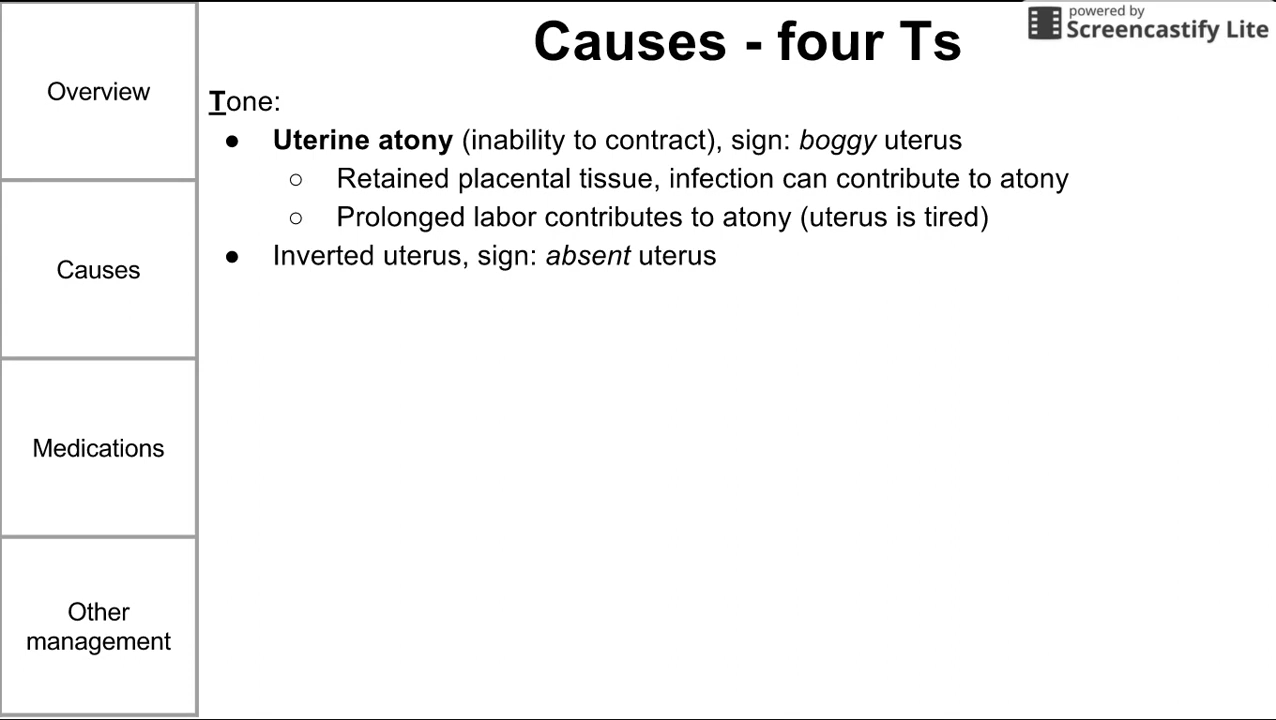 Causes - four Ts
powered by
Screencastify Lite
Overview
Causes
Medications
Other
management
Tone:
● Uterine atony (inability to contract), sign: boggy uterus
○ Retained placental tissue, infection can contribute to atony
○ Prolonged labor contributes to atony (uterus is tired)
● Inverted uterus, sign: absent uterus